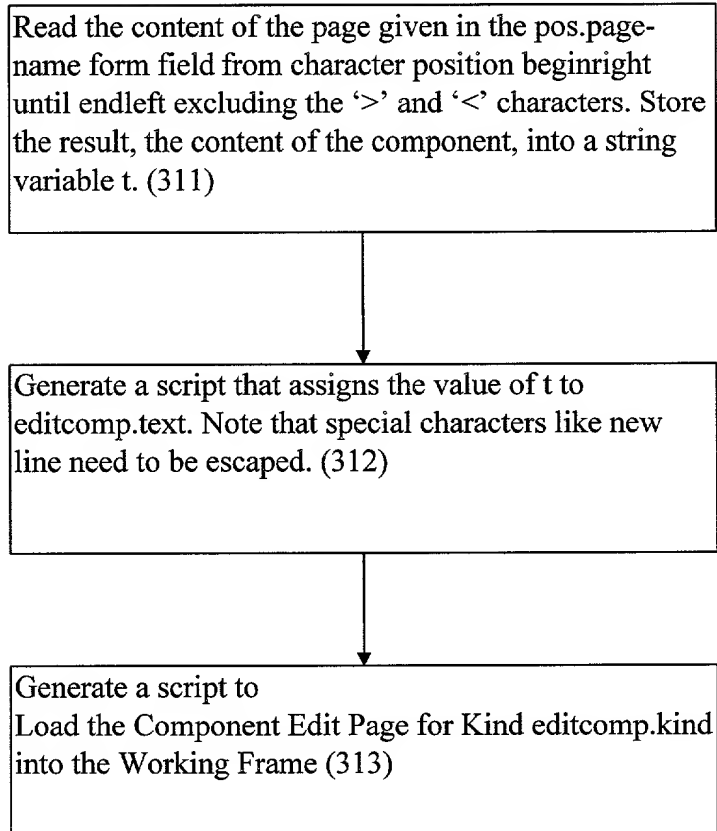 Read the content of the page given in the pos.page-
name form field from character position beginright
until endleft excluding the ‘>’ and ‘<’ characters. Store
the result, the content of the component, into a string
variable t. (311)
Generate a script that assigns the value of t to
editcomp.text. Note that special characters like new
line need to be escaped. (312)
Generate a script to
Load the Component Edit Page for Kind editcomp.kind
into the Working Frame (313)